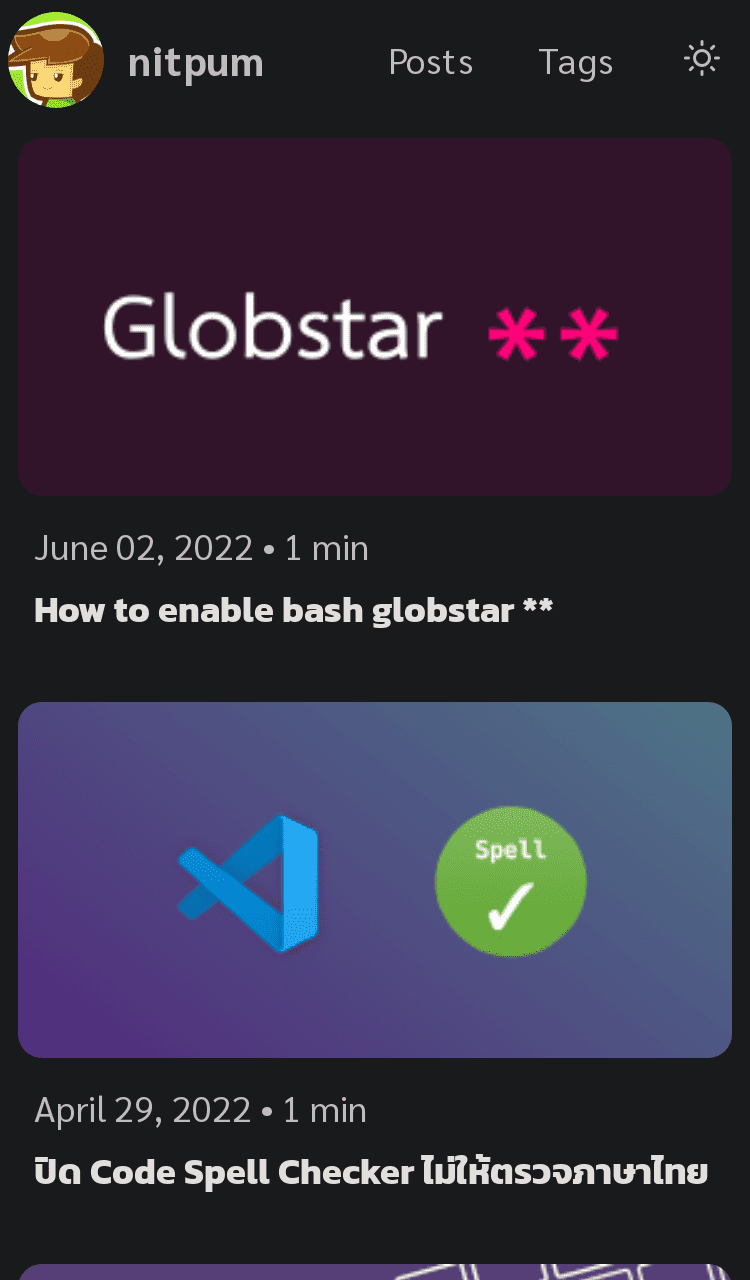 nitpum
Posts
Tags
Globstar **
June 02, 2022 • 1 min
How to enable bash globstar **
Spell
April 29, 2022 • 1 min
ปิด Code Spell Checker ไม่ให้ตรวจภาษาไทย